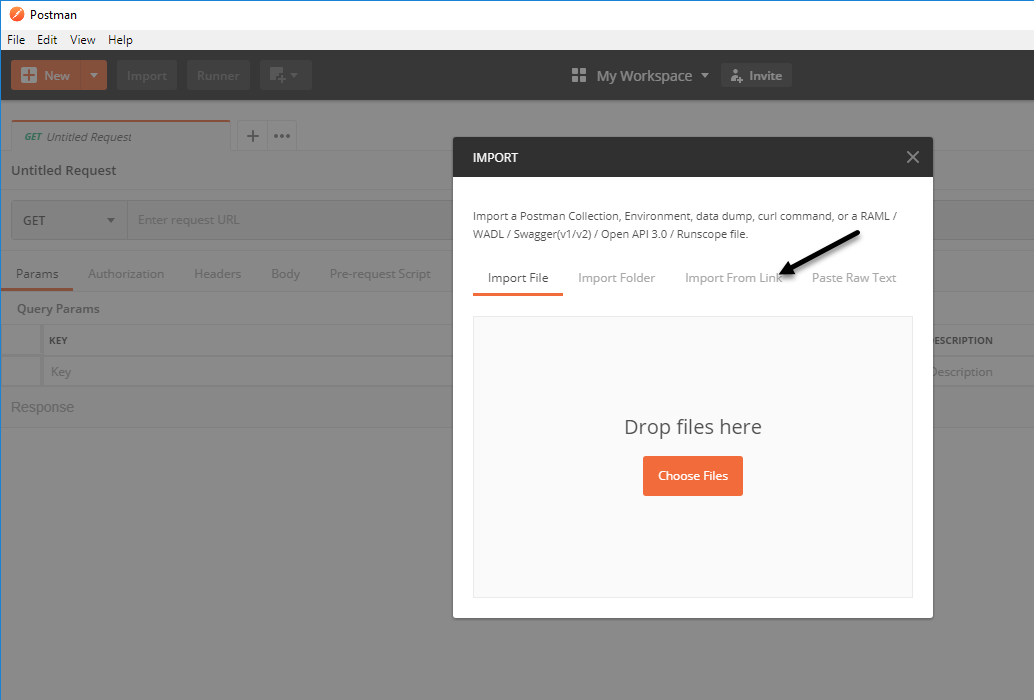 Postman
File Edit View Help
New Import Runner My Workspace Invite
GET Untitled Request
Untitled Request
GET Enter request URL
Params Authorization Headers Body Pre-request Script
Query Params
KEY
DESCRIPTION
Key
Description
Response
IMPORT
Import a Postman Collection, Environment, data dump, curl command, or a RAML /
WADL / Swagger(v1/v2) / Open API 3.0 / Runscope file.
Import File Import Folder Import From Link Paste Raw Text
Drop files here
Choose Files